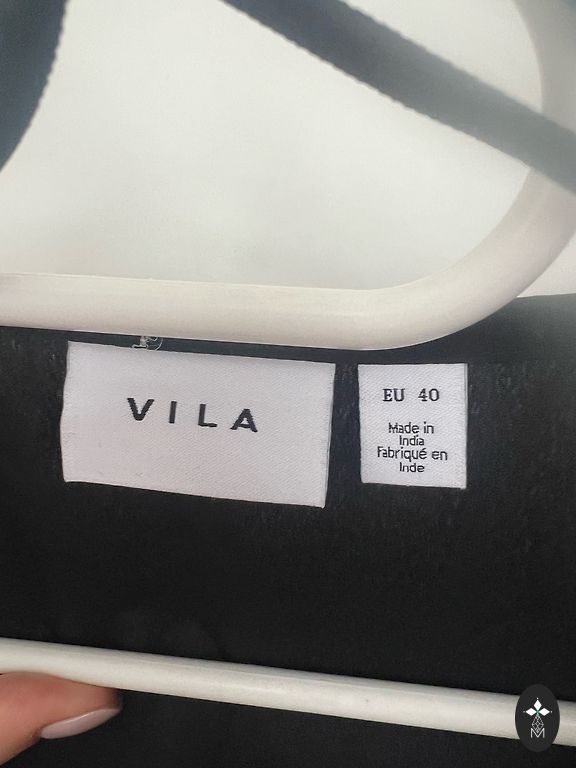 VILA
EU 40
Made in
India
Fabriqué en
Inde
M